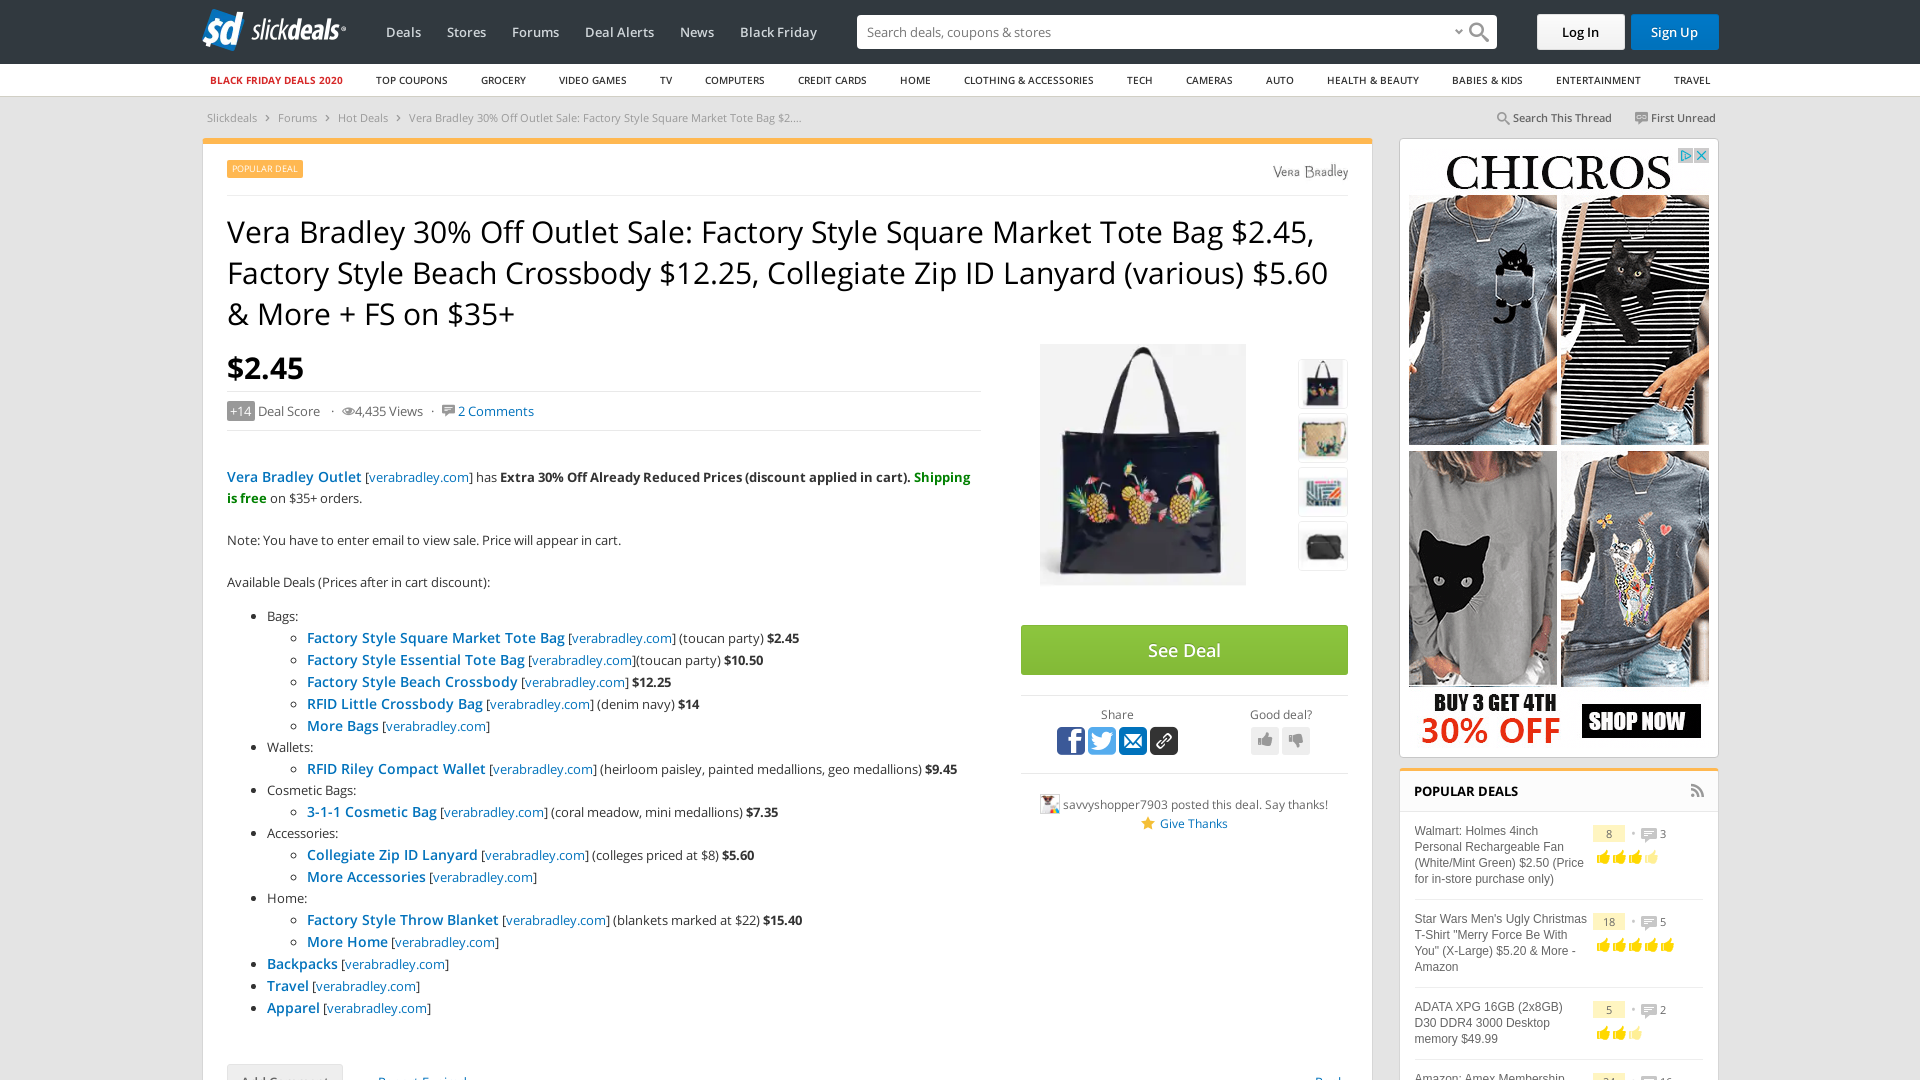 slickdeals
Deals Stores Forums Deal Alerts News Black Friday
Search deals, coupons & shops
Log In
Sign Up
BLACK FRIDAY DEALS 2020 TOP COUPONS GROCERY VIDEO GAMES TV COMPUTERS CREDIT CARDS HOME CLOTHING & ACCESSORIES TECH CAMERAS AUTO HEALTH & BEAUTY BABIES & KIDS ENTERTAINMENT TRAVEL
Slickdeals › Forums › Hot Deals › Vera Bradley 30% Off Outlet Sale: Factory Style Square Market Tote Bag $2....
Search This Thread First Unread
POPULAR DEAL
Vera Bradley
Vera Bradley 30% Off Outlet Sale: Factory Style Square Market Tote Bag $2.45,
Factory Style Beach Crossbody $12.25, Collegiate Zip ID Lanyard (various) $5.60
& More + FS on $35+
$2.45
+14 Deal Score · 4,435 Views · 2 Comments
Vera Bradley Outlet [verabradley.com] has Extra 30% Off Already Reduced Prices (discount applied in cart). Shipping
is free on $35+ orders.
Note: You have to enter email to view sale. Price will appear in cart.
Available Deals (Prices after in cart discount):
Bags:
Factory Style Square Market Tote Bag [verabradley.com] (toucan party) $2.45
Factory Style Essential Tote Bag [verabradley.com](toucan party) $10.50
Factory Style Beach Crossbody [verabradley.com] $12.25
RFID Little Crossbody Bag [verabradley.com] (denim navy) $14
More Bags [verabradley.com]
Wallets:
RFID Riley Compact Wallet [verabradley.com] (heirloom paisley, painted medallions, geo medallions) $9.45
Cosmetic Bags:
3-1-1 Cosmetic Bag [verabradley.com] (coral meadow, mini medallions) $7.35
Accessories:
Collegiate Zip ID Lanyard [verabradley.com] (colleges priced at $8) $5.60
More Accessories [verabradley.com]
Home:
Factory Style Throw Blanket [verabradley.com] (blankets marked at $22) $15.40
More Home [verabradley.com]
Backpacks [verabradley.com]
Travel [verabradley.com]
Apparel [verabradley.com]
See Deal
Share Good deal?
savvyshopper7903 posted this deal. Say thanks!
Give Thanks
CHICROS
BUY 3 GET 4TH
30% OFF
SHOP NOW
POPULAR DEALS
Walmart: Holmes 4inch
Personal Rechargeable Fan
(White/Mint Green) $2.50 (Price
for in-store purchase only)
8 • 3
Star Wars Men's Ugly Christmas
T-Shirt "Merry Force Be With
You" (X-Large) $5.20 & More -
Amazon
18 • 5
ADATA XPG 16GB (2x8GB)
D30 DDR4 3000 Desktop
memory $49.99
5 • 2
Amazon: Amex Membership